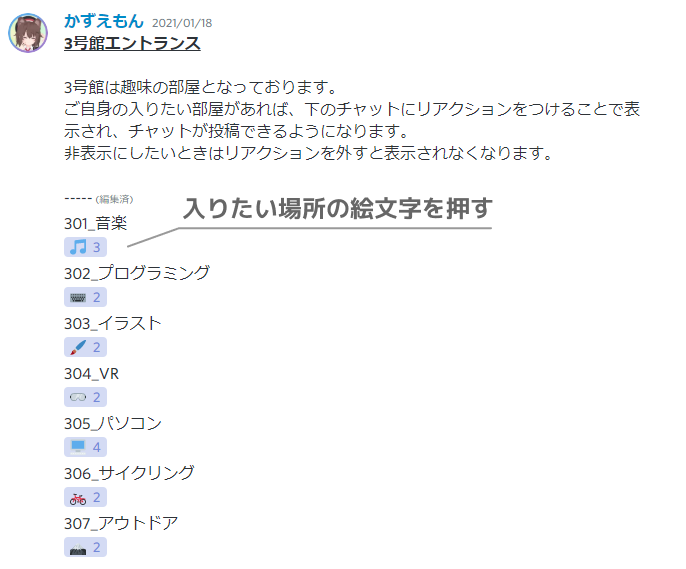 かずえもん 2021/01/18
3号館エントランス
3号館は趣味の部屋となっております。
ご自身の入りたい部屋があれば、下のチャットにリアクションをつけることで表
示され、チャットが投稿できるようになります。
非表示にしたいときはリアクションを外すと表示されなくなります。
----- (編集済)
入りたい場所の絵文字を押す
301_音楽
3
302_プログラミング
2
303_イラスト
2
304_VR
2
305_パソコン
4
306_サイクリング
2
307_アウトドア
2